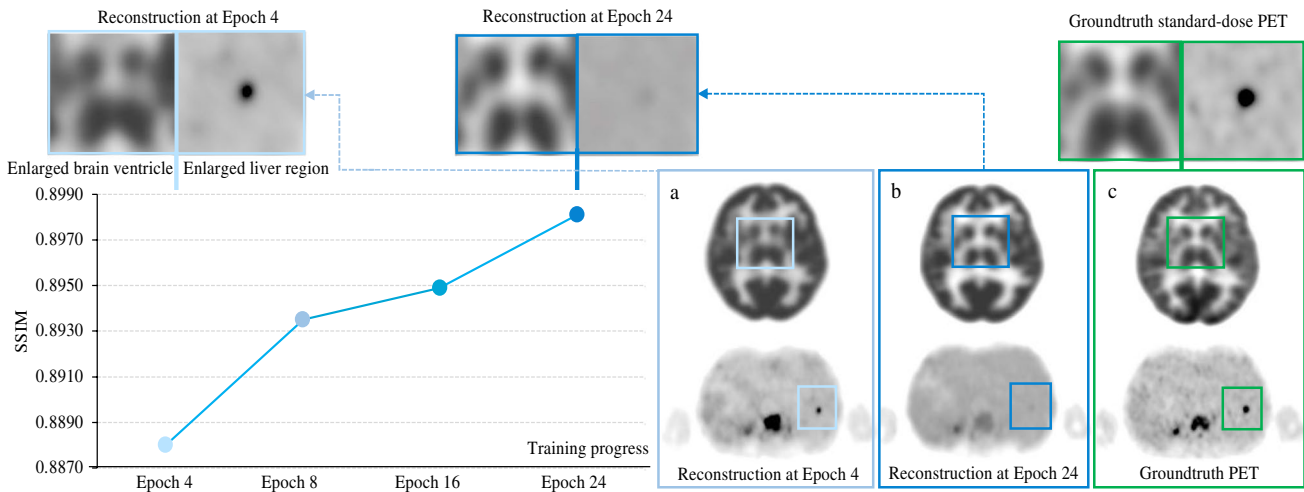 Reconstruction at Epoch 4
Reconstruction at Epoch 24
Groundtruth standard-dose PET
Enlarged brain ventricle
Enlarged liver region
0.8990
0.8970
0.8950
0.8930
0.8910
0.8890
0.8870
SSIM
Training progress
Epoch 4
Epoch 8
Epoch 16
Epoch 24
a
Reconstruction at Epoch 4
b
Reconstruction at Epoch 24
c
Groundtruth PET